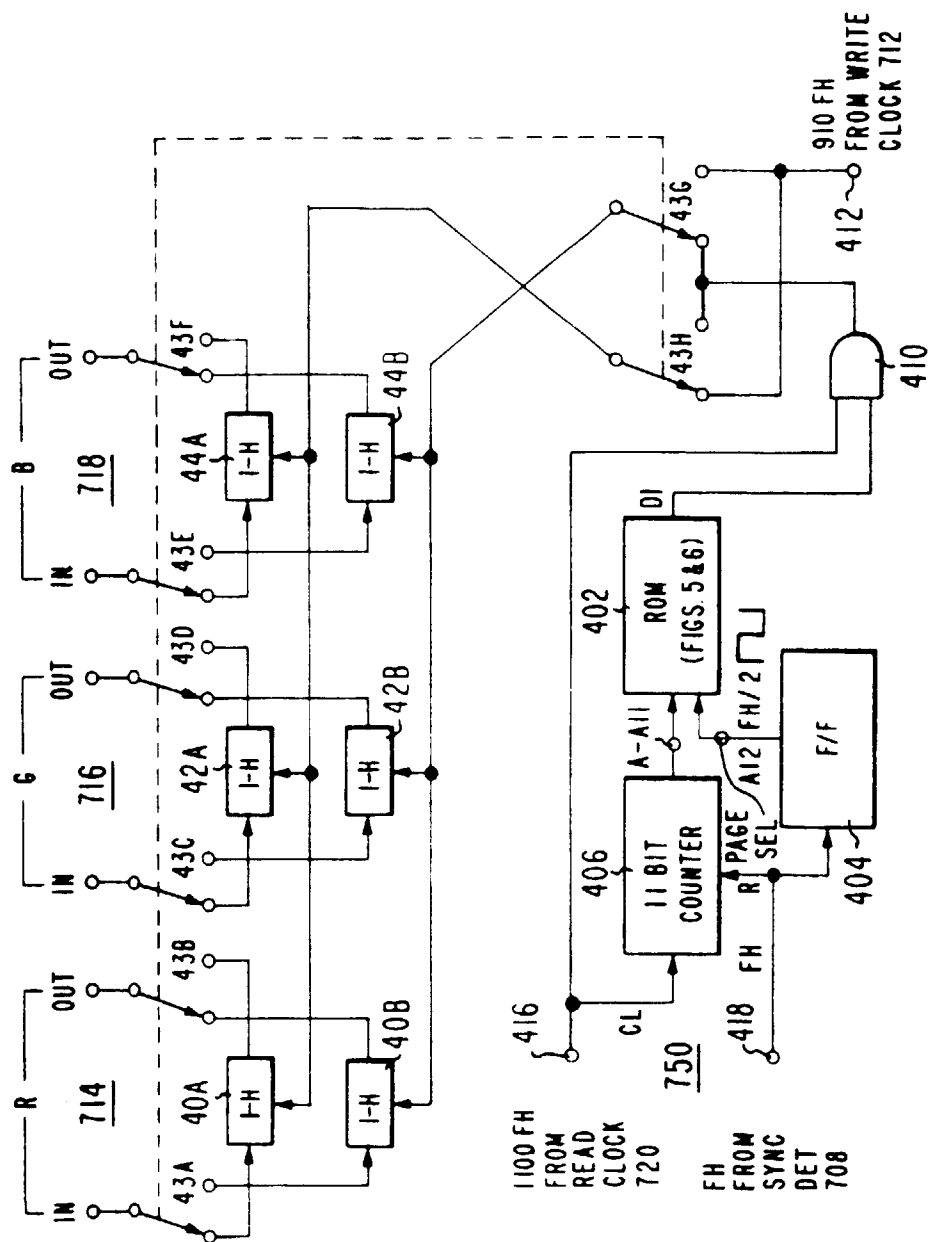 R
IN
OUT
714
43A
43B
40A
1-H
40B
1-H
G
IN
OUT
716
43C
43D
42A
1-H
42B
1-H
B
IN
OUT
718
43E
43F
44A
1-H
44B
1-H
43H
43G
412
910 FH
FROM WRITE
CLOCK 712
410
1100 FH
FROM
READ
CLOCK
720
416
CL
750
406
11 BIT
COUNTER
R
A-A11
402
ROM
(FIGS. 5 & 6)
D1
PAGE
SEL
A12
FH/2
F/F
404
FH
418
FH
FROM
SYNC
DET
708